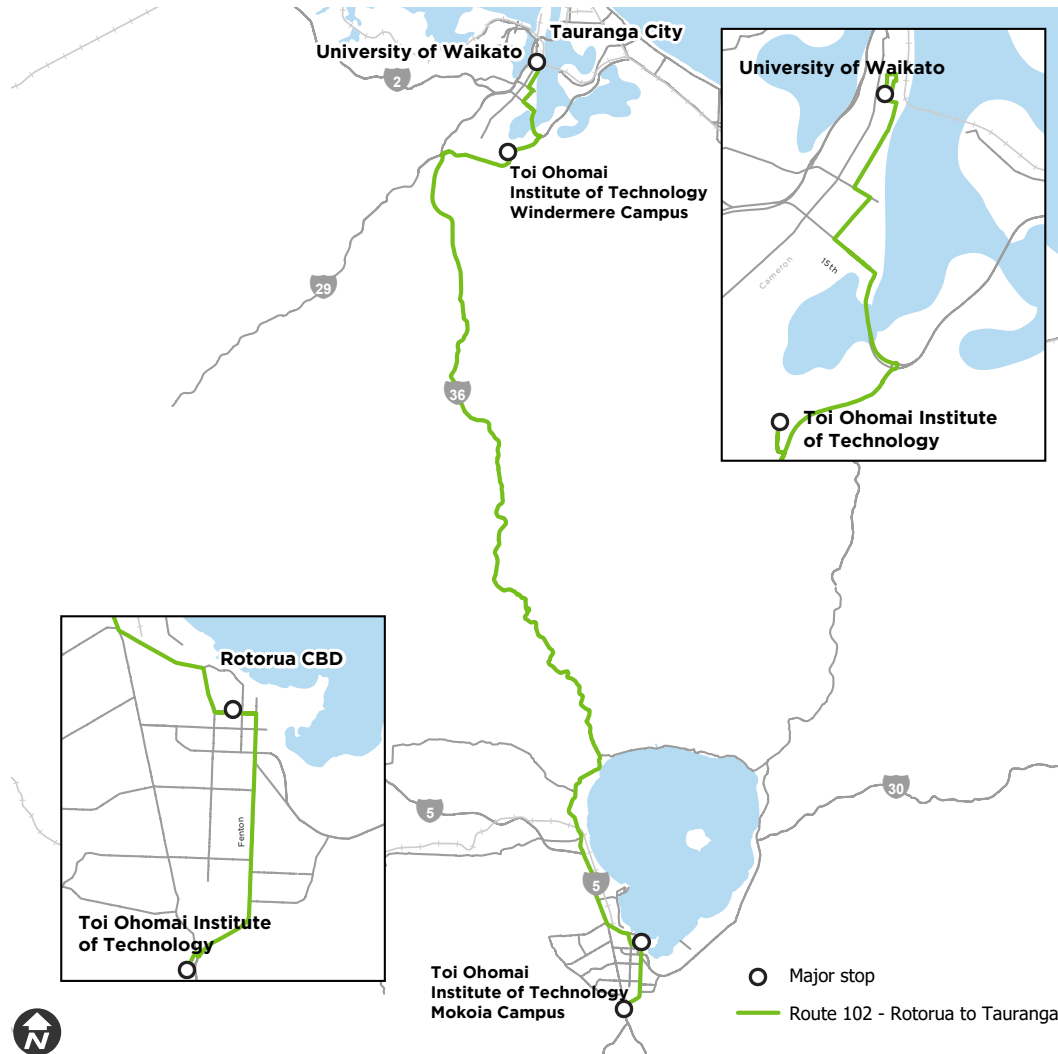 Tauranga City
University of Waikato
2
Toi Ohomai
Institute of Technology
Windermere Campus
29
36
University of Waikato
Cameron
15th
Toi Ohomai Institute
of Technology
Rotorua CBD
Fenton
Toi Ohomai Institute
of Technology
5
30
5
Toi Ohomai
Institute of Technology
Mokoia Campus
Major stop
Route 102 - Rotorua to Tauranga
N